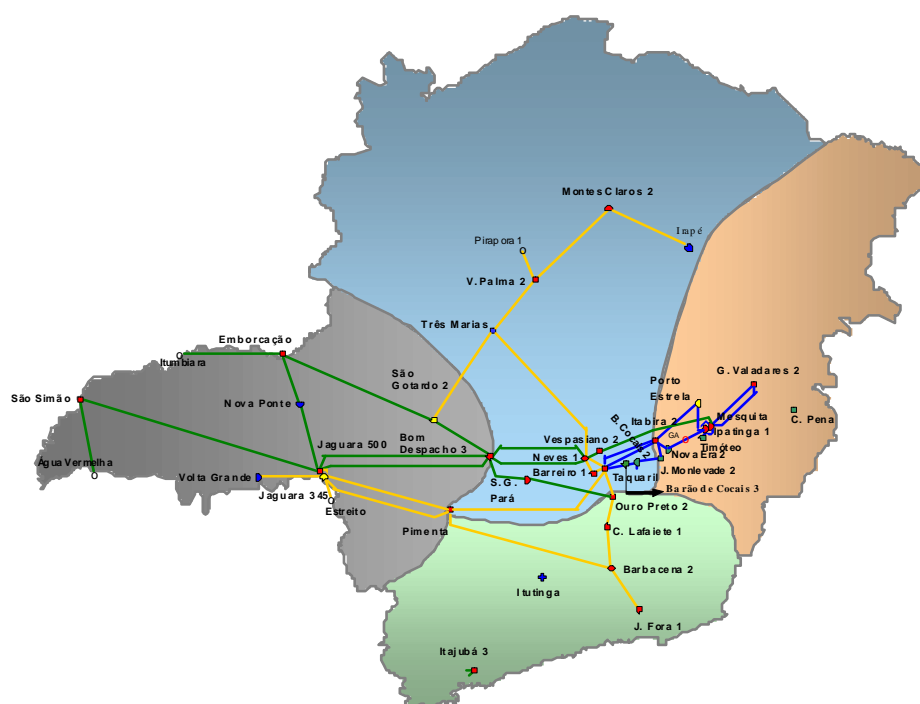 Montes Claros 2
Irapé
Pirapora 1
V. Palma 2
Três Marias
Emborcação
Itumbiara
São
Gotardo 2
São Simão
Nova Ponte
G. Valadares 2
Porto
Estrela
C. Pena
Mesquita
Ipatinga 1
Timóteo
Itabira 2
GA
B. Cocais 2
Nova Era 2
J. Monlevade 2
Jaguara 500
Bom
Despacho 3
Vespasiano 2
Neves 1
Barreiro 1
Taquaril
Água Vermelha
Volta Grande
Jaguara 345
Estreito
S.G.
Pará
Barão de Cocais 3
Ouro Preto 2
Pimenta
C. Lafaiete 1
Barbacena 2
Itutinga
J. Fora 1
Itajubá 3